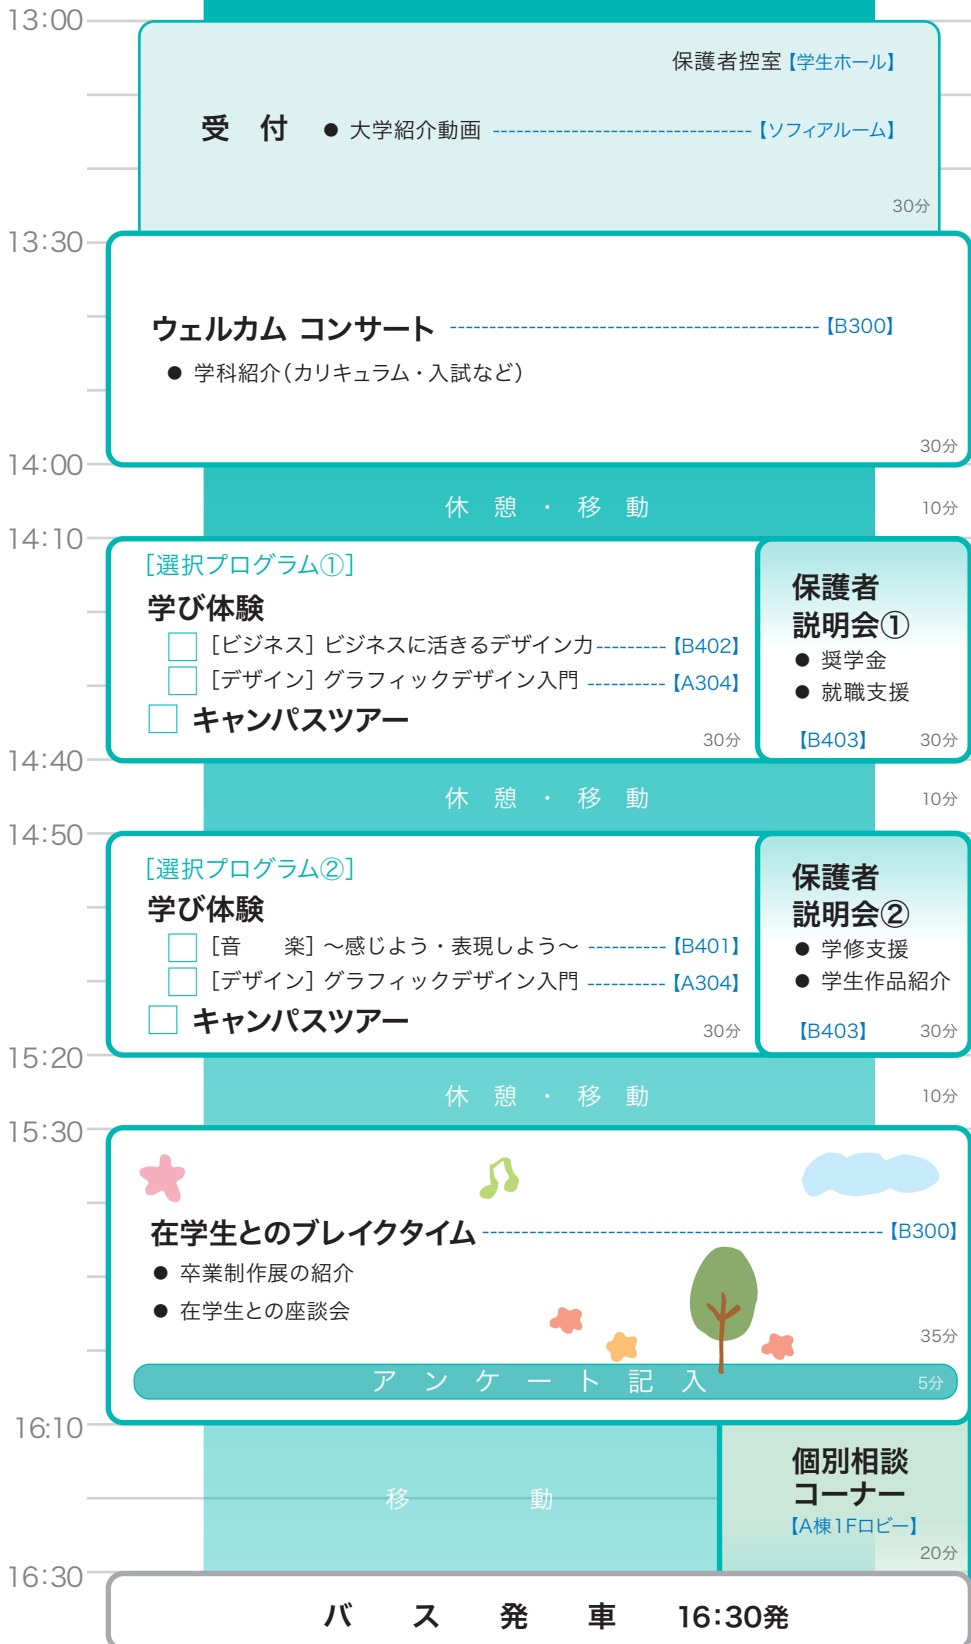 13:00
保護者控室【学生ホール】
受 付 ● 大学紹介動画 【ソフィアルーム】
30分
13:30
ウェルカム コンサート 【B300】
● 学科紹介（カリキュラム・入試など）
30分
14:00
休 憩 ・ 移 動 10分
14:10
［選択プログラム①］
学び体験
［ビジネス］ビジネスに活きるデザイン力 【B402】
［デザイン］グラフィックデザイン入門 【A304】
キャンパスツアー
30分
保護者
説明会①
● 奨学金
● 就職支援
【B403】 30分
14:40
休 憩 ・ 移 動 10分
14:50
［選択プログラム②］
学び体験
［音　　楽］～感じよう・表現しよう～ 【B401】
［デザイン］グラフィックデザイン入門 【A304】
キャンパスツアー
30分
保護者
説明会②
● 学修支援
● 学生作品紹介
【B403】 30分
15:20
休 憩 ・ 移 動 10分
15:30
在学生とのブレイクタイム 【B300】
● 卒業制作展の紹介
● 在学生との座談会
35分
アンケート記入 5分
16:10
移 動
個別相談
コーナー
【A棟1Fロビー】
20分
16:30
バ ス 発 車 16:30発